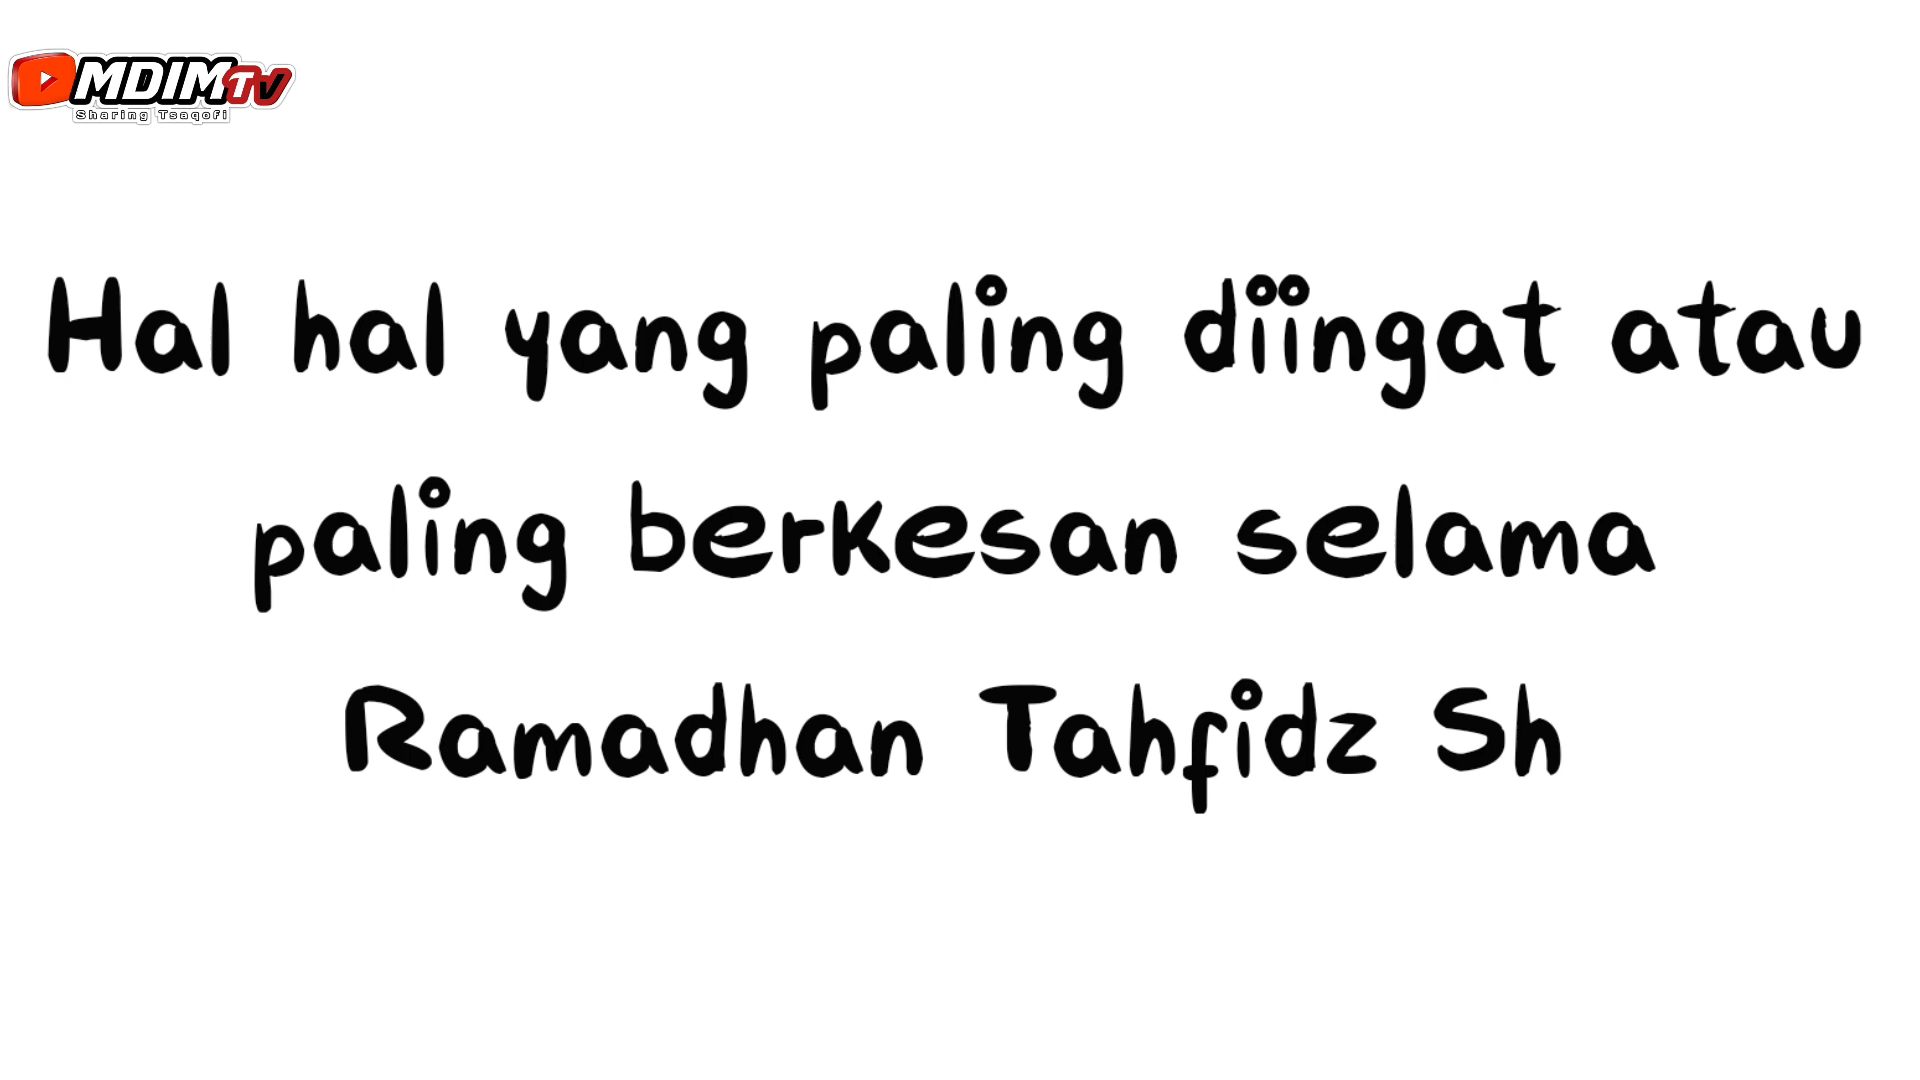 MDIMTV
Sharing Tsaqofi
Hal hal yang paling diingat atau
paling berkesan selama
Ramadhan Tahfidz Sh